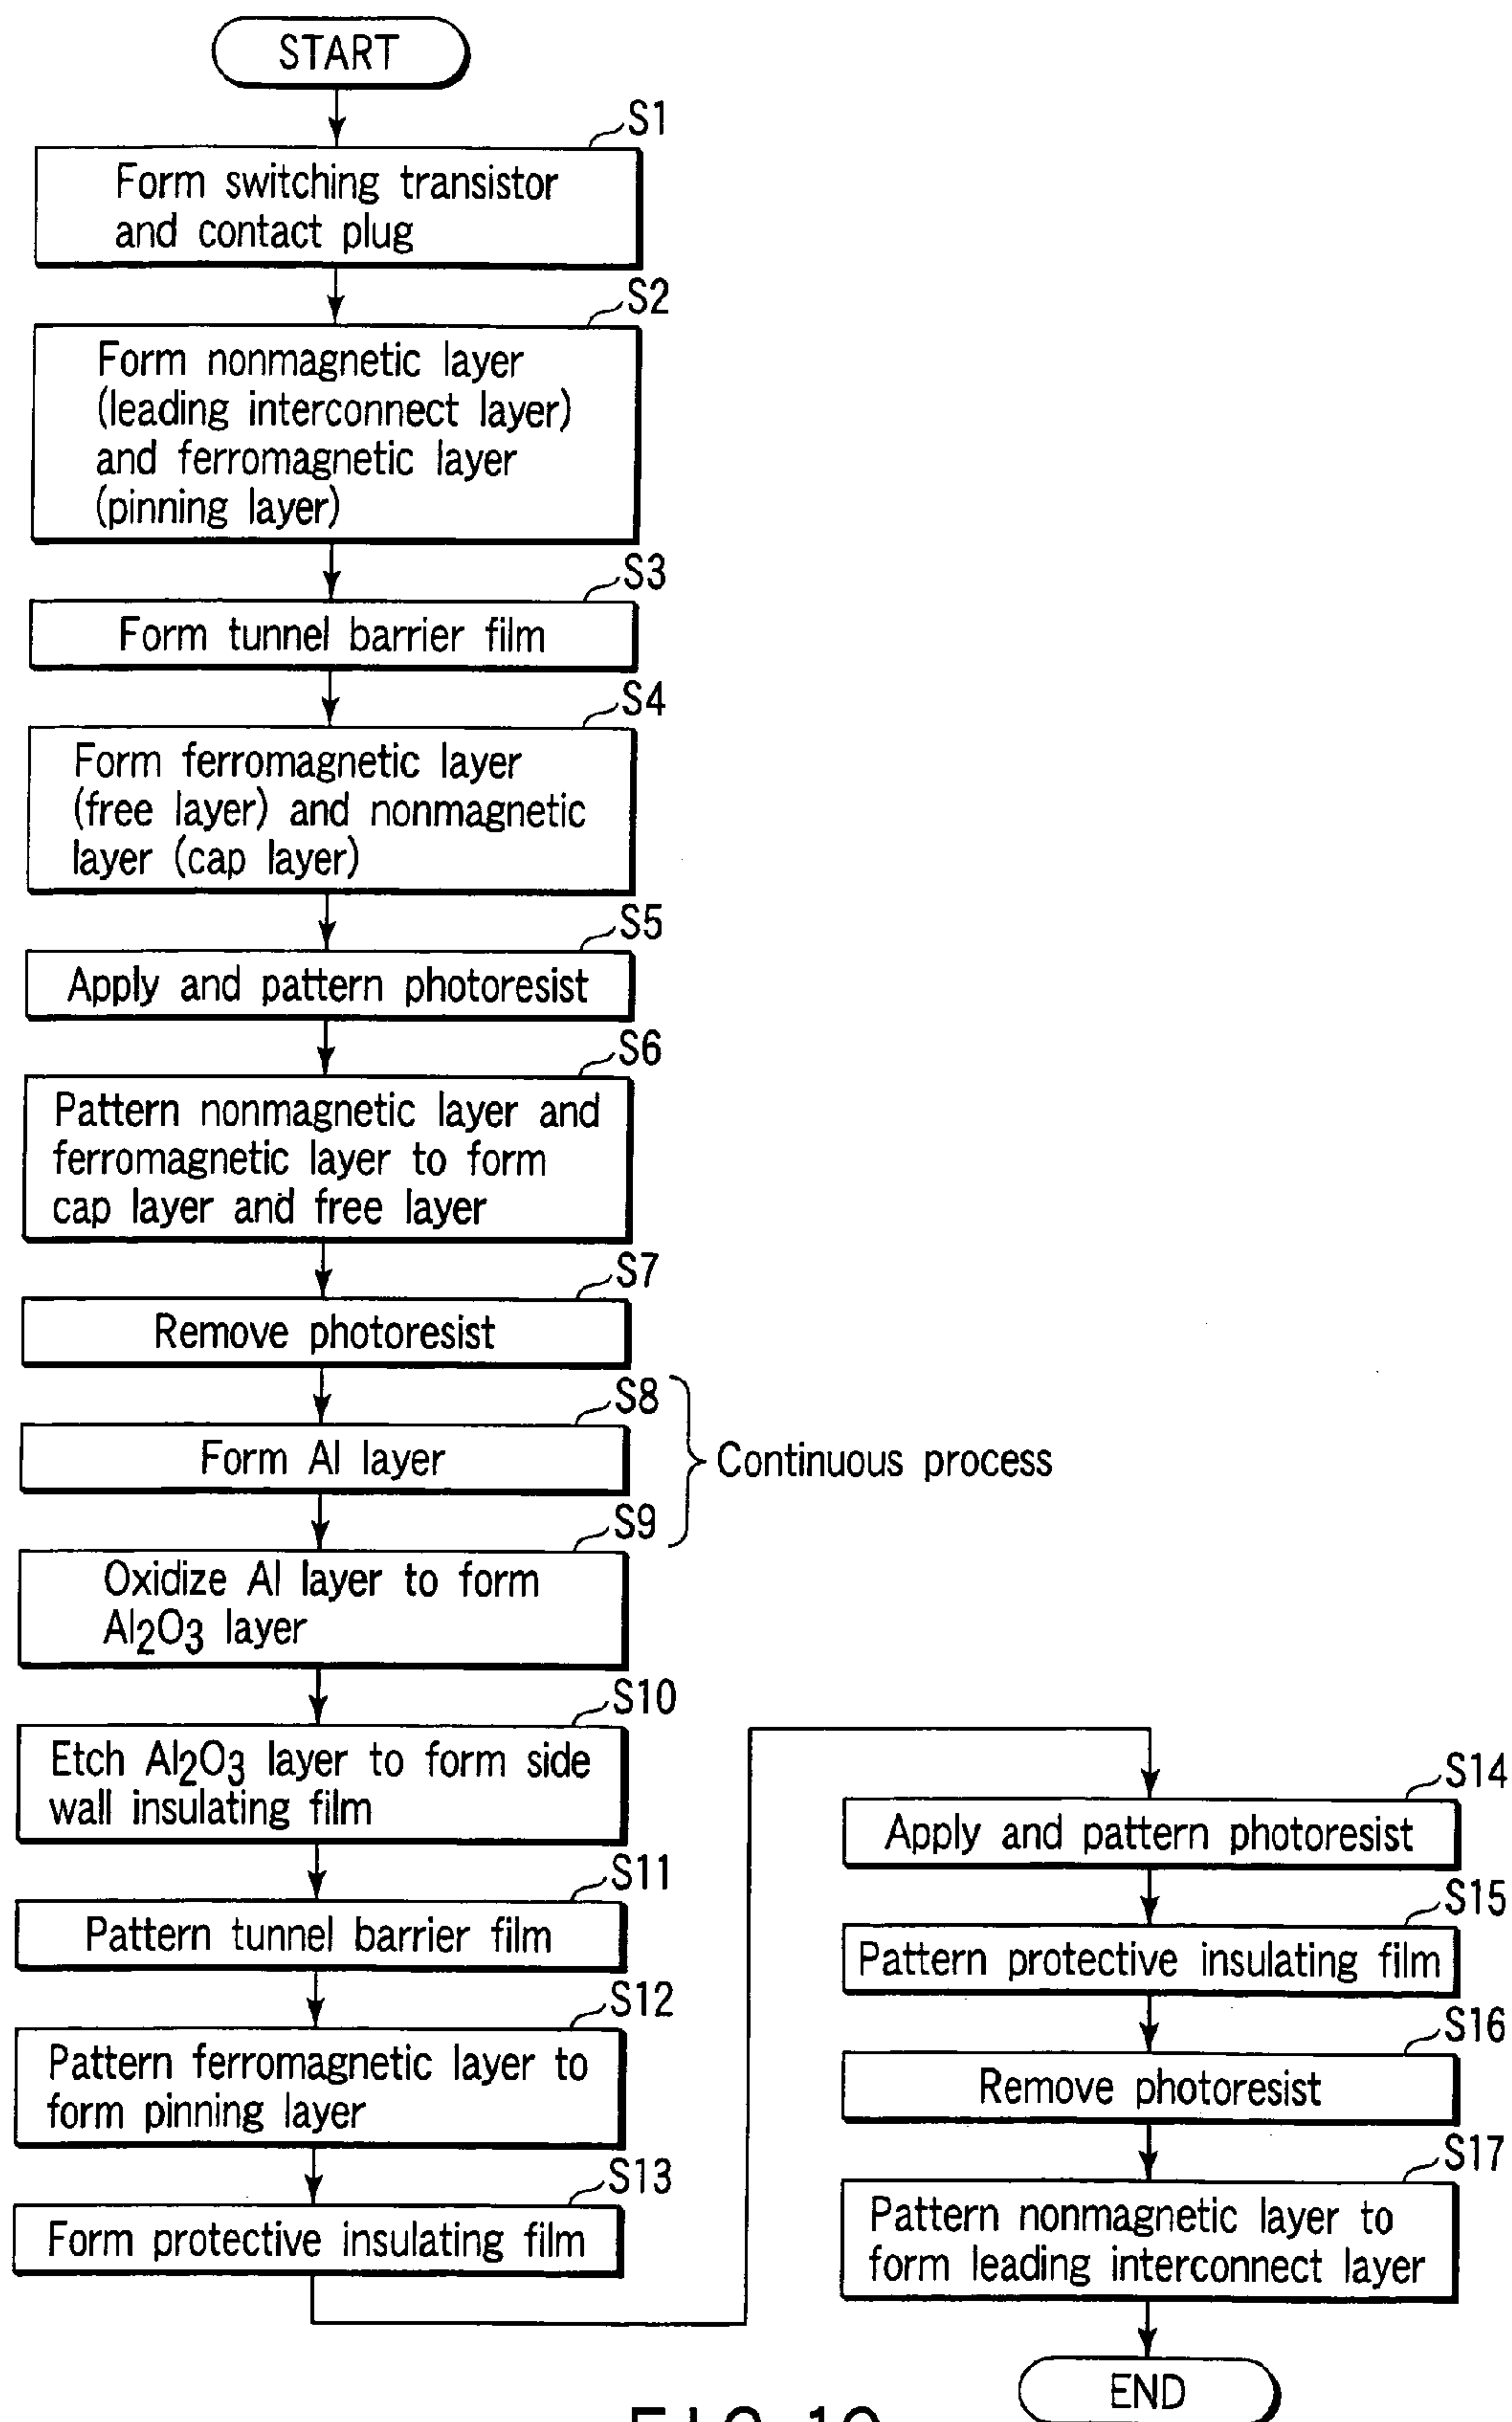 START
S1
Form switching transistor
and contact plug
S2
Form nonmagnetic layer
(leading interconnect layer)
and ferromagnetic layer
(pinning layer)
S3
Form tunnel barrier film
S4
Form ferromagnetic layer
(free layer) and nonmagnetic
layer (cap layer)
S5
Apply and pattern photoresist
S6
Pattern nonmagnetic layer and
ferromagnetic layer to form
cap layer and free layer
S7
Remove photoresist
S8
Form Al layer
Continuous process
S9
Oxidize Al layer to form
Al2O3 layer
S10
Etch Al2O3 layer to form side
wall insulating film
S11
Pattern tunnel barrier film
S12
Pattern ferromagnetic layer to
form pinning layer
S13
Form protective insulating film
S14
Apply and pattern photoresist
S15
Pattern protective insulating film
S16
Remove photoresist
S17
Pattern nonmagnetic layer to
form leading interconnect layer
END